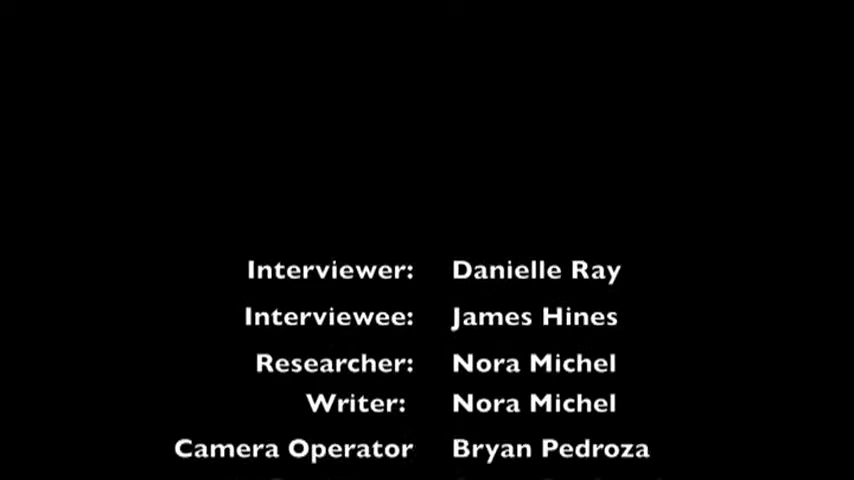 Interviewer: Danielle Ray
Interviewee: James Hines
Researcher: Nora Michel
Writer: Nora Michel
Camera Operator Bryan Pedroza